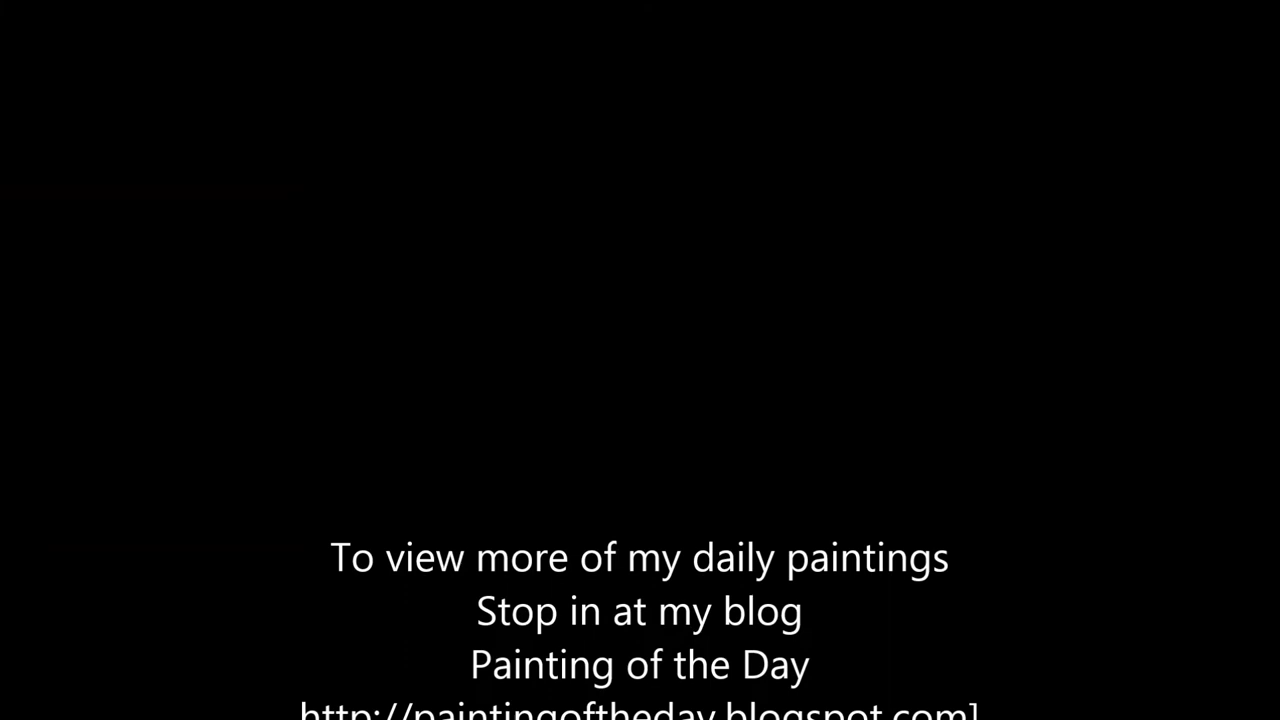 To view more of my daily paintings
Stop in at my blog
Painting of the Day
http://paintingoftheday.blogspot.com]